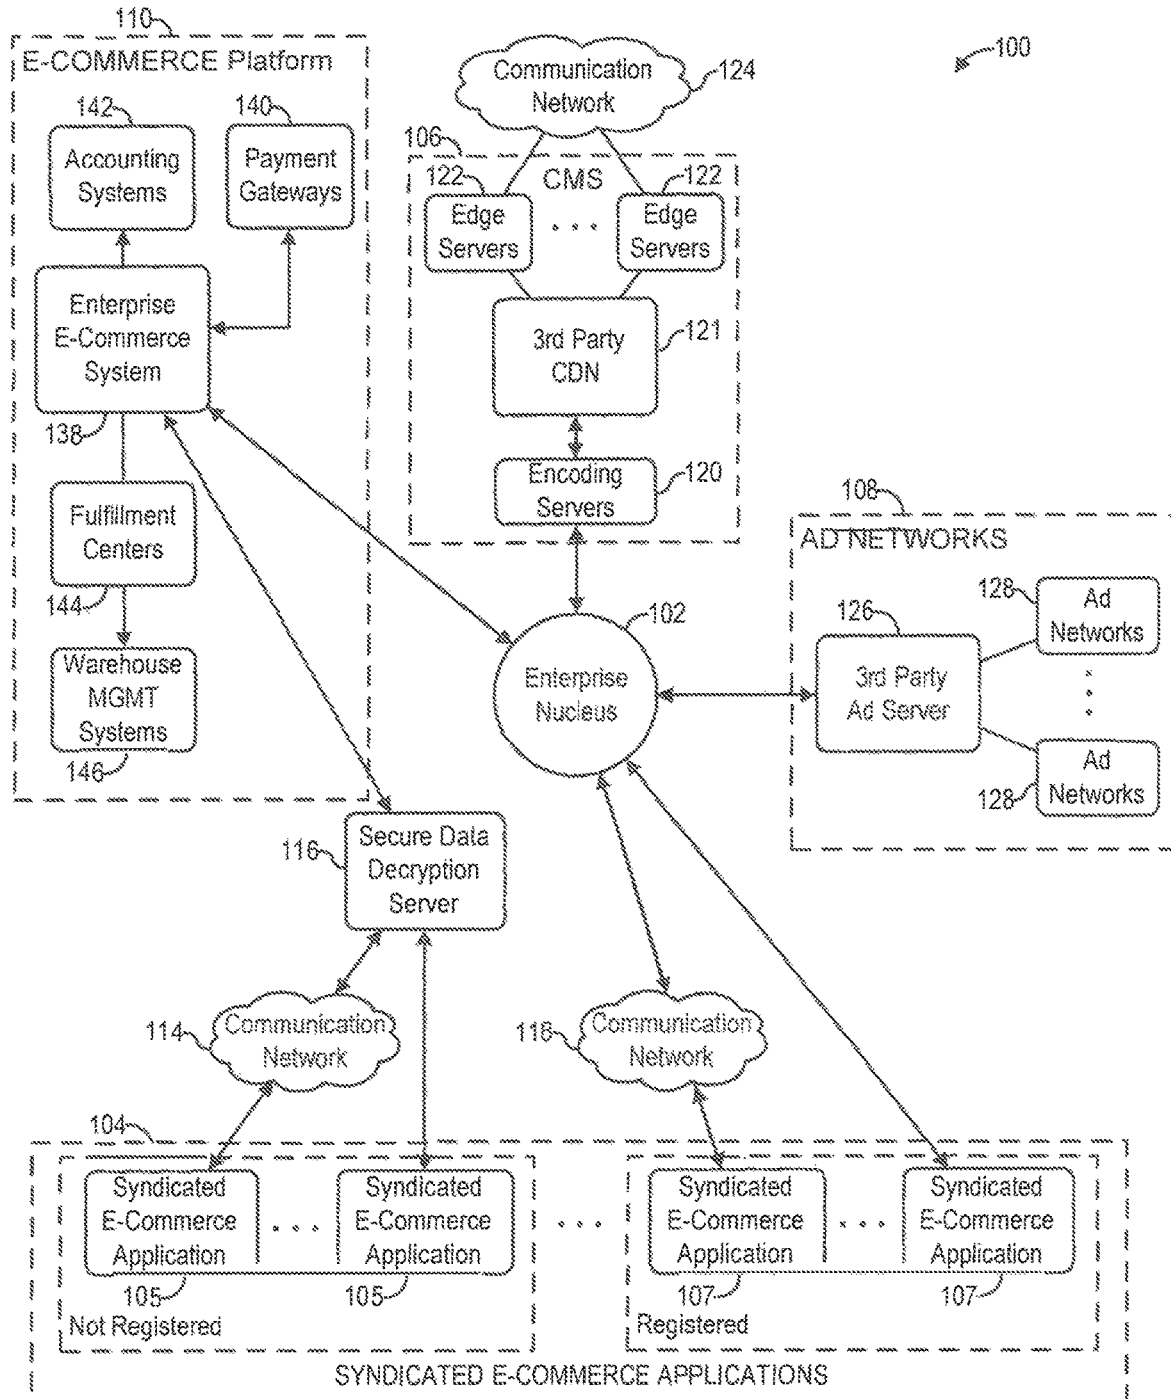 110
E-COMMERCE Platform
142
Accounting
Systems
140
Payment
Gateways
Enterprise
E-Commerce
System
138
Fulfillment
Centers
144
Warehouse
MGMT
Systems
146
100
Communication
Network
124
106
CMS
122
Edge
Servers
. . .
122
Edge
Servers
3rd Party
CDN
121
Encoding
Servers
120
102
Enterprise
Nucleus
108
AD NETWORKS
126
3rd Party
Ad Server
128
Ad
Networks
Ad
Networks
128
116
Secure Data
Decryption
Server
114
Communication
Network
118
Communication
Network
104
Syndicated
E-Commerce
Application
105
. . .
Syndicated
E-Commerce
Application
105
Not Registered
. . .
Syndicated
E-Commerce
Application
107
. . .
Syndicated
E-Commerce
Application
107
Registered
SYNDICATED E-COMMERCE APPLICATIONS